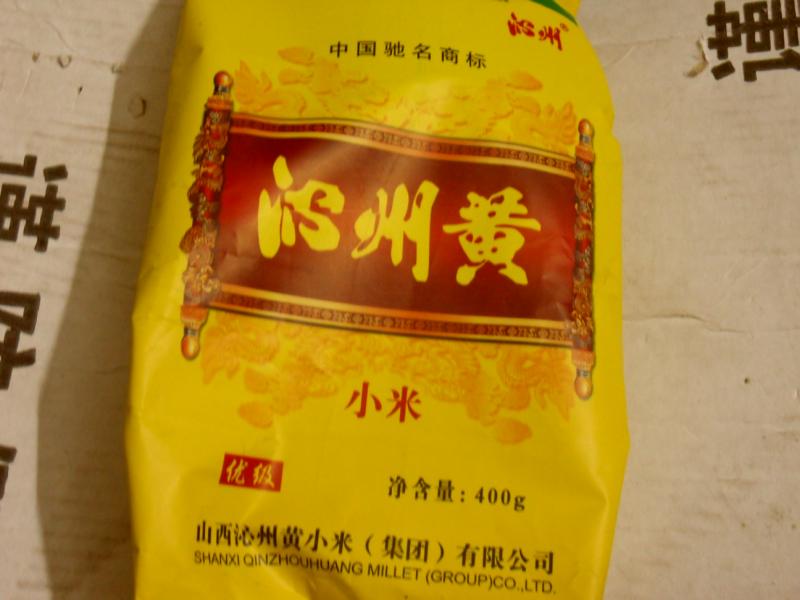 沁州®
中国驰名商标
沁州黄
小米
优级
净含量: 400g
山西沁州黄小米（集团）有限公司
SHANXI QINZHOUHUANG MILLET (GROUP)CO.,LTD.